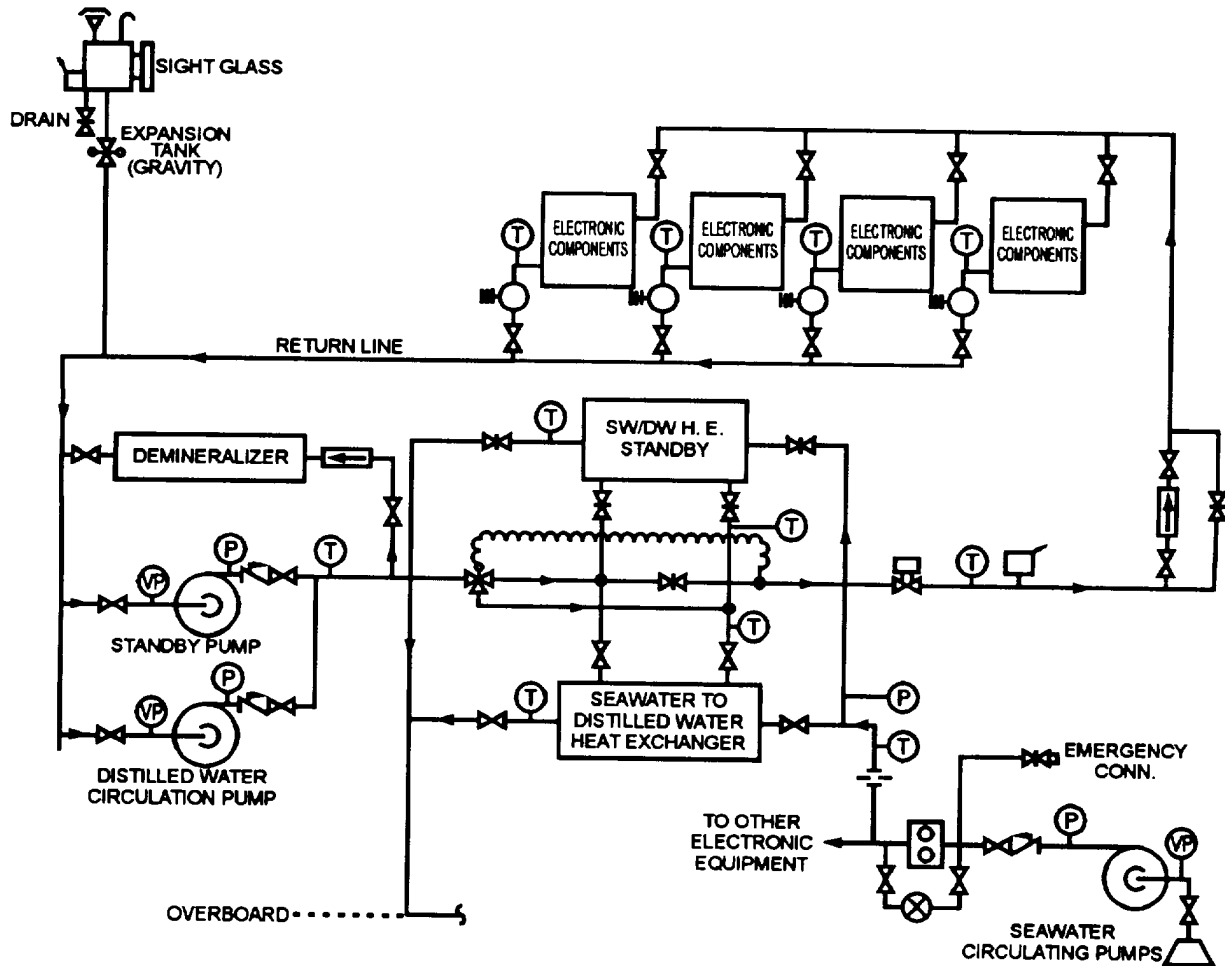 SIGHT GLASS
DRAIN
EXPANSION
TANK
(GRAVITY)
ELECTRONIC
COMPONENTS
ELECTRONIC
COMPONENTS
ELECTRONIC
COMPONENTS
ELECTRONIC
COMPONENTS
T
T
T
T
RETURN LINE
SW/DW H. E.
STANDBY
T
DEMINERALIZER
T
P
T
VP
T
STANDBY PUMP
T
P
VP
T
SEAWATER TO
DISTILLED WATER
HEAT EXCHANGER
P
T
DISTILLED WATER
CIRCULATION PUMP
EMERGENCY
CONN.
TO OTHER
ELECTRONIC
EQUIPMENT
P
VP
OVERBOARD
SEAWATER
CIRCULATING PUMPS